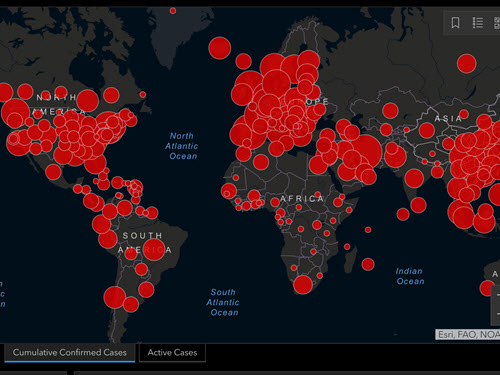 NORTH
AMERICA
OPE
ASIA
North
Atlantic
Ocean
AFRICA
SOUTH
AMERICA
Indian
Ocean
South
Atlantic
Ocean
c
n
A
Esri, FAO, NOA
Cumulative Confirmed Cases
Active Cases